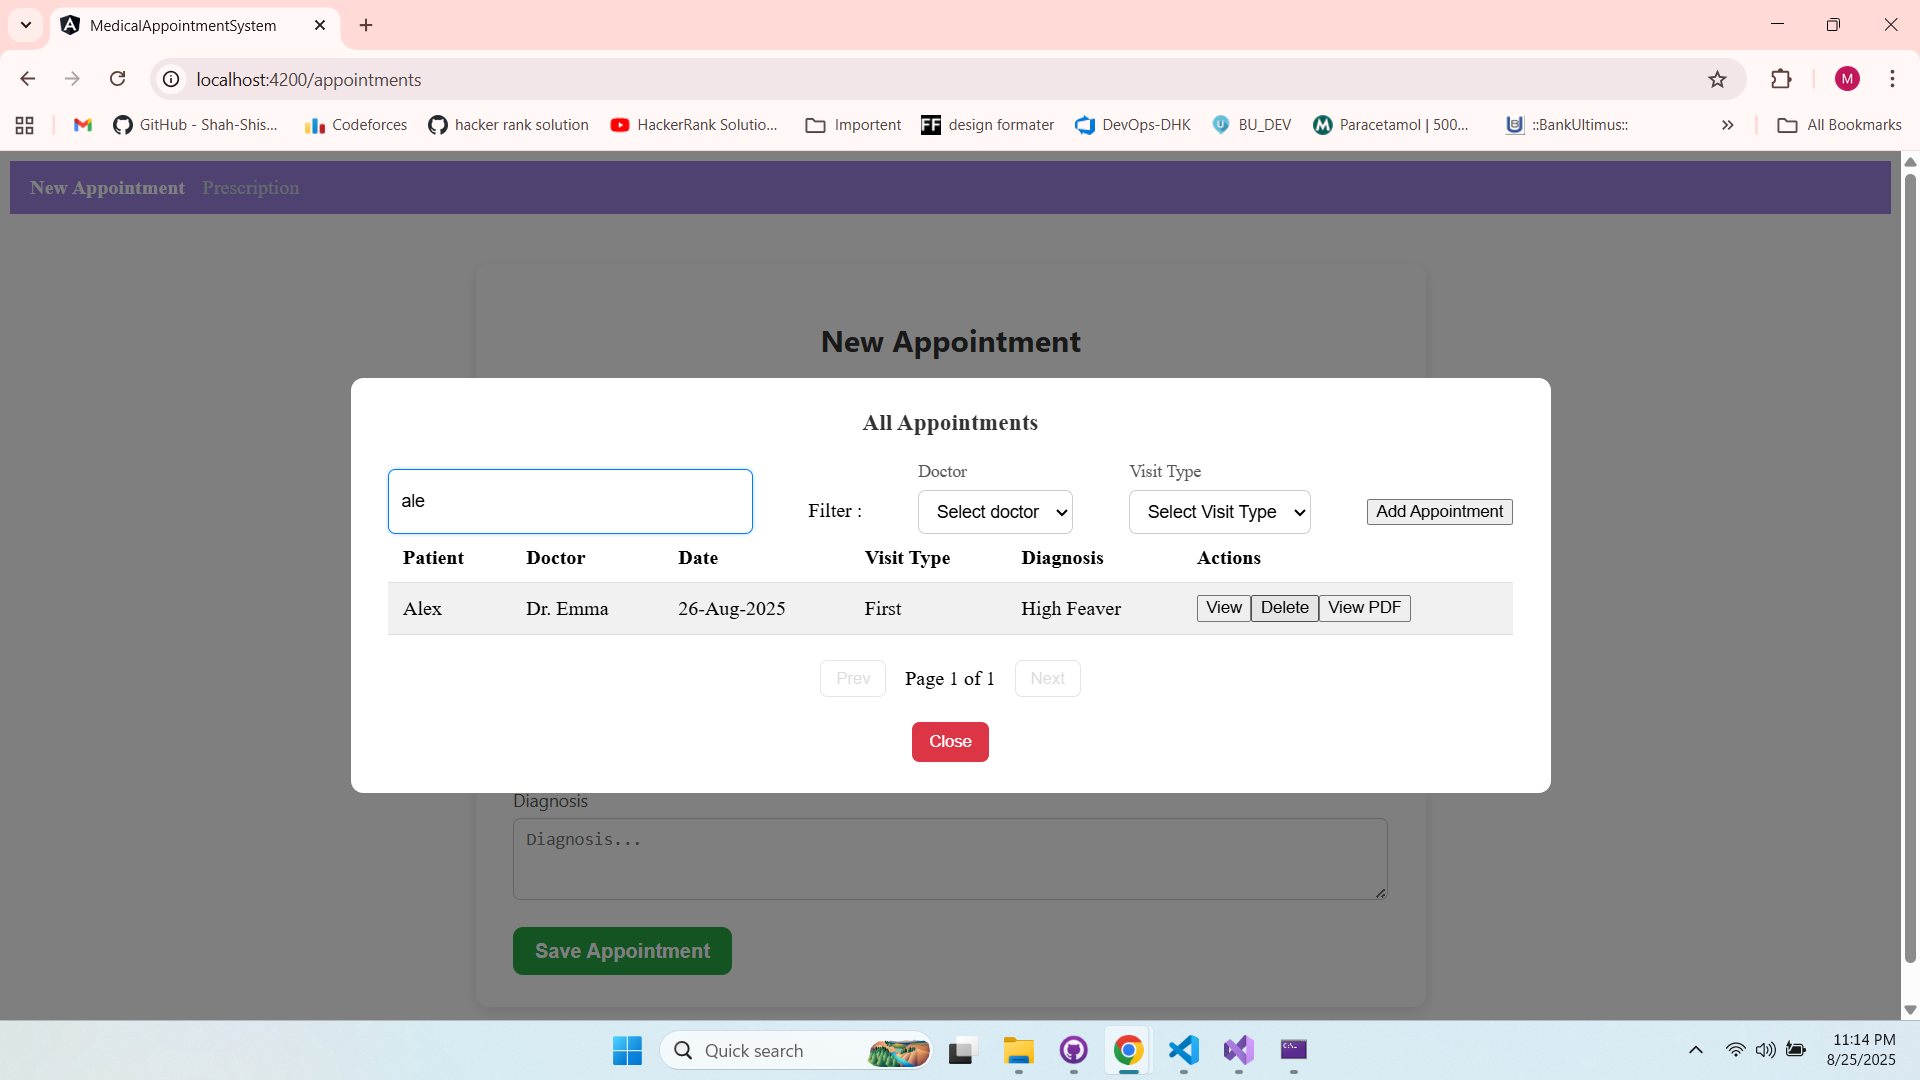 MedicalAppointmentSystem
localhost:4200/appointments
M
GitHub - Shah-Shis...
Codeforces
hacker rank solution
HackerRank Solutio...
Importent
FF
design formater
DevOps-DHK
BU_DEV
Paracetamol | 500...
::BankUltimus::
All Bookmarks
New Appointment
Prescription
New Appointment
All Appointments
ale
Filter :
Doctor
Select doctor
Visit Type
Select Visit Type
Add Appointment
Patient Doctor Date Visit Type Diagnosis Actions
Alex Dr. Emma 26-Aug-2025 First High Feaver View Delete View PDF
Prev Page 1 of 1 Next
Close
Diagnosis
Diagnosis...
Save Appointment
Quick search
11:14 PM
8/25/2025